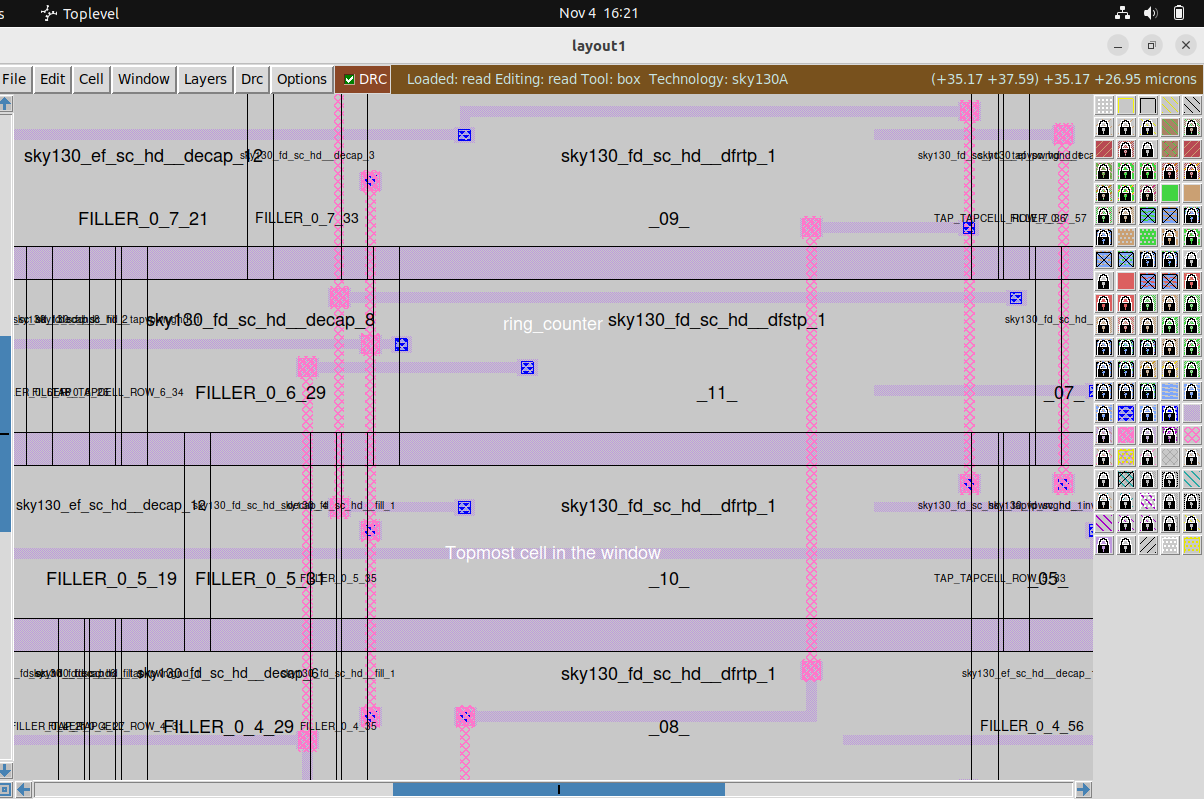 s Toplevel Nov 4 16:21
layout1
File Edit Cell Window Layers Drc Options DRC Loaded: read Editing: read Tool: box Technology: sky130A (+35.17 +37.59) +35.17 +26.95 microns
sky130_ef_sc_hd__decap_12 sky130_fd_sc_hd__decap_3 sky130_fd_sc_hd__dfrtp_1
FILLER_0_7_21 FILLER_0_7_33 _09_
sky130_fd_sc_hd__decap_8 ring_counter sky130_fd_sc_hd__dfstp_1 sky130_fd_sc_hd_
FILLER_0_6_29 _11_ _07_
sky130_ef_sc_hd__decap_12 sky130_fd_sc_hd__dfrtp_1
Topmost cell in the window
FILLER_0_5_19 FILLER_0_5_31 FILLER_0_5_35 _10_ _05_
sky130_fd_sc_hd__decap_6 sky130_fd_sc_hd__fill_1 sky130_fd_sc_hd__dfrtp_1 sky130_ef_sc_hd__decap_
FILLER_0_4_29 FILLER_0_4_35 _08_ FILLER_0_4_56